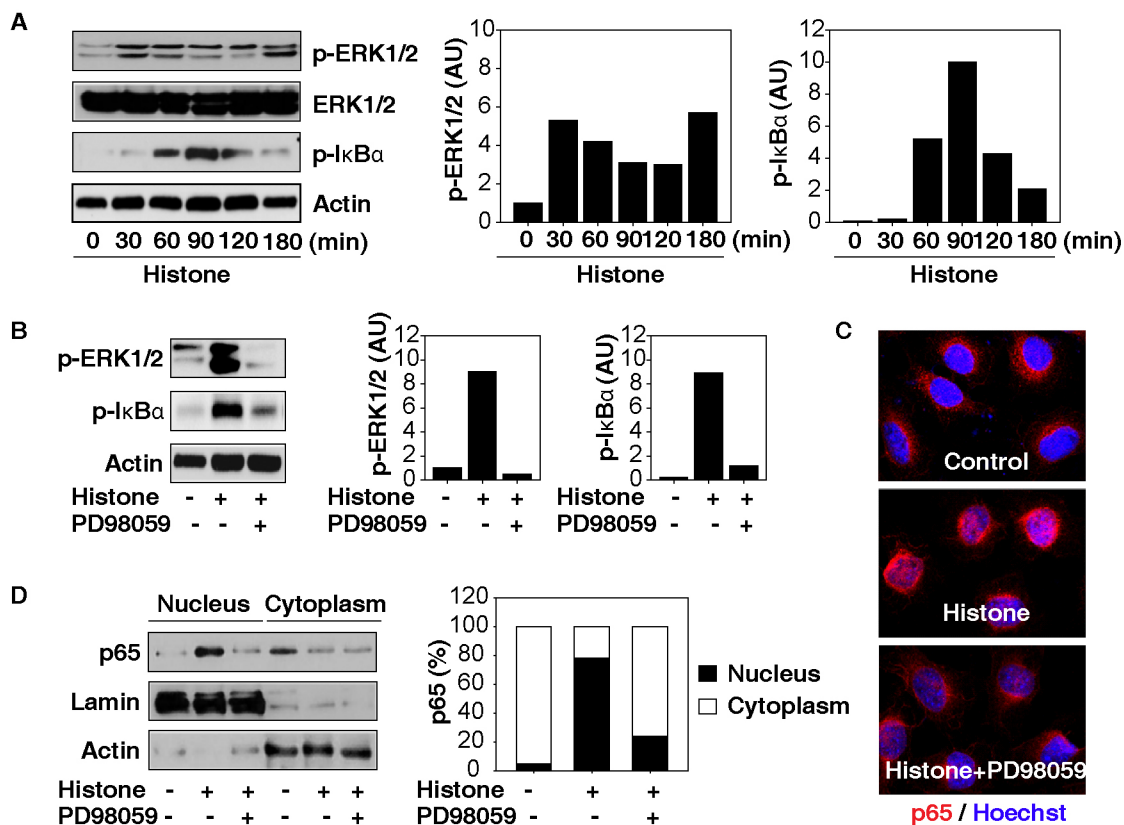 A
p-ERK1/2
ERK1/2
p-IκBα
Actin
0 30 60 90 120 180 (min)
Histone
p-ERK1/2 (AU)
10
8
6
4
2
0
0 30 60 90 120 180 (min)
Histone
p-IκBα (AU)
12
10
8
6
4
2
0
0 30 60 90 120 180 (min)
Histone
B
p-ERK1/2
p-IκBα
Actin
Histone - + +
PD98059 - - +
p-ERK1/2 (AU)
12
10
8
6
4
2
0
Histone - + +
PD98059 - - +
p-IκBα (AU)
12
10
8
6
4
2
0
Histone - + +
PD98059 - - +
C
Control
Histone
Histone+PD98059
p65 / Hoechst
D
Nucleus Cytoplasm
p65
Lamin
Actin
Histone - + + - + +
PD98059 - - + - - +
p65 (%)
120
100
80
60
40
20
0
Histone - + +
PD98059 - - +
Nucleus
Cytoplasm